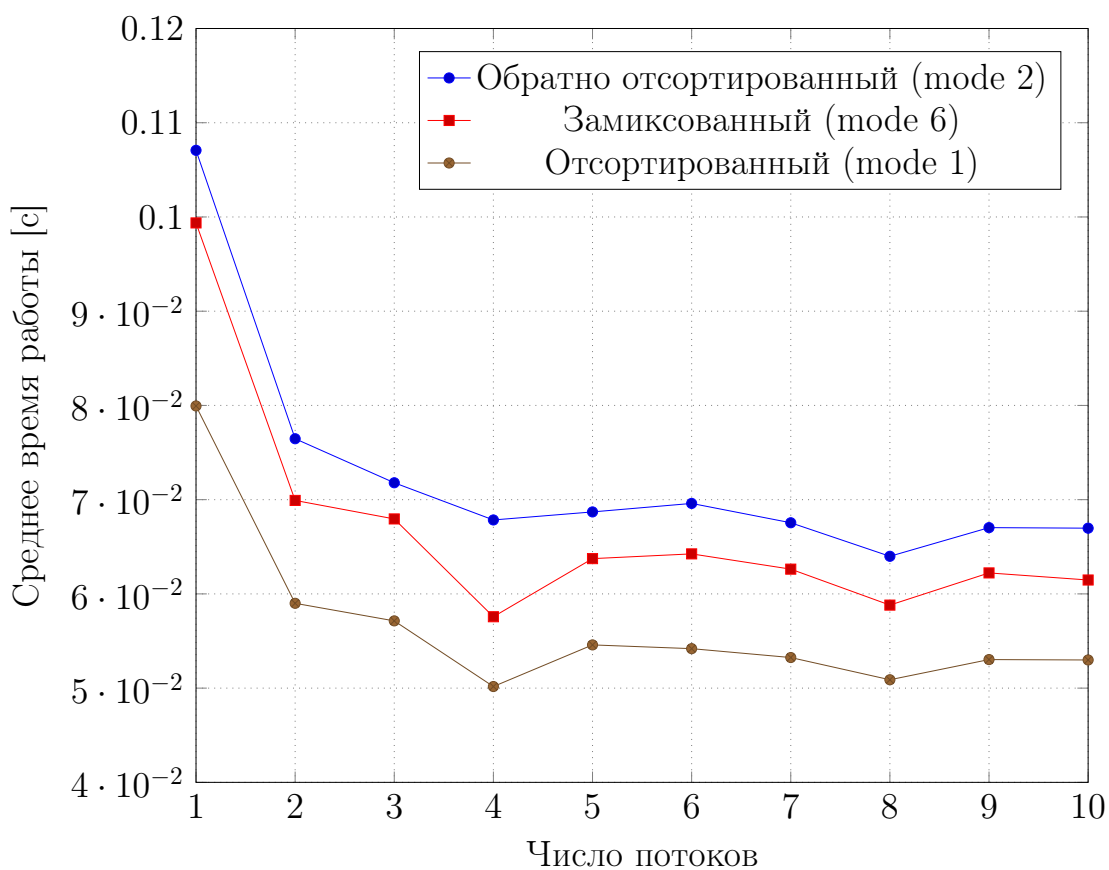 0.12
0.11
0.1
9 · 10⁻²
8 · 10⁻²
7 · 10⁻²
6 · 10⁻²
5 · 10⁻²
4 · 10⁻²
Среднее время работы [с]
Обратно отсортированный (mode 2)
Замиксованный (mode 6)
Отсортированный (mode 1)
1 2 3 4 5 6 7 8 9 10
Число потоков